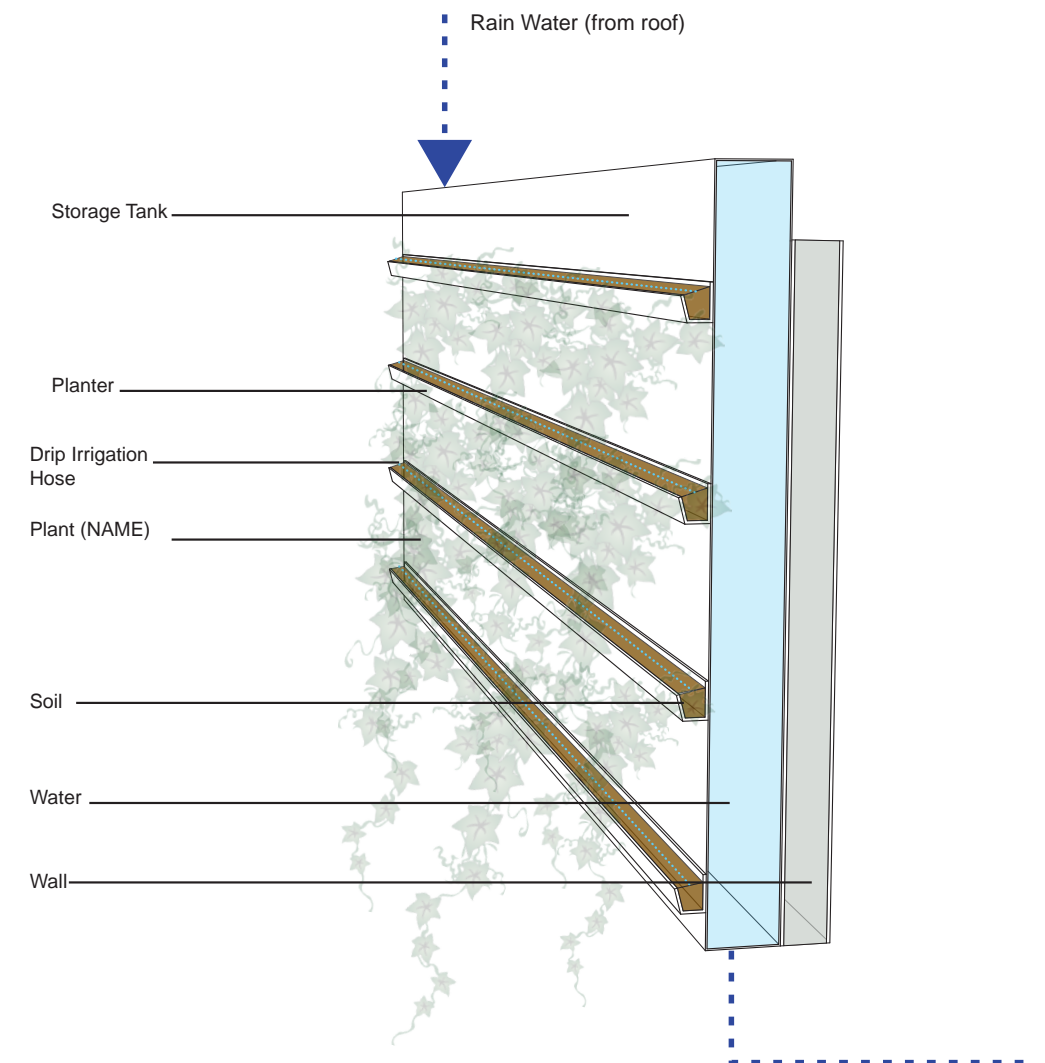 Rain Water (from roof)
Storage Tank
Planter
Drip Irrigation
Hose
Plant (NAME)
Soil
Water
Wall